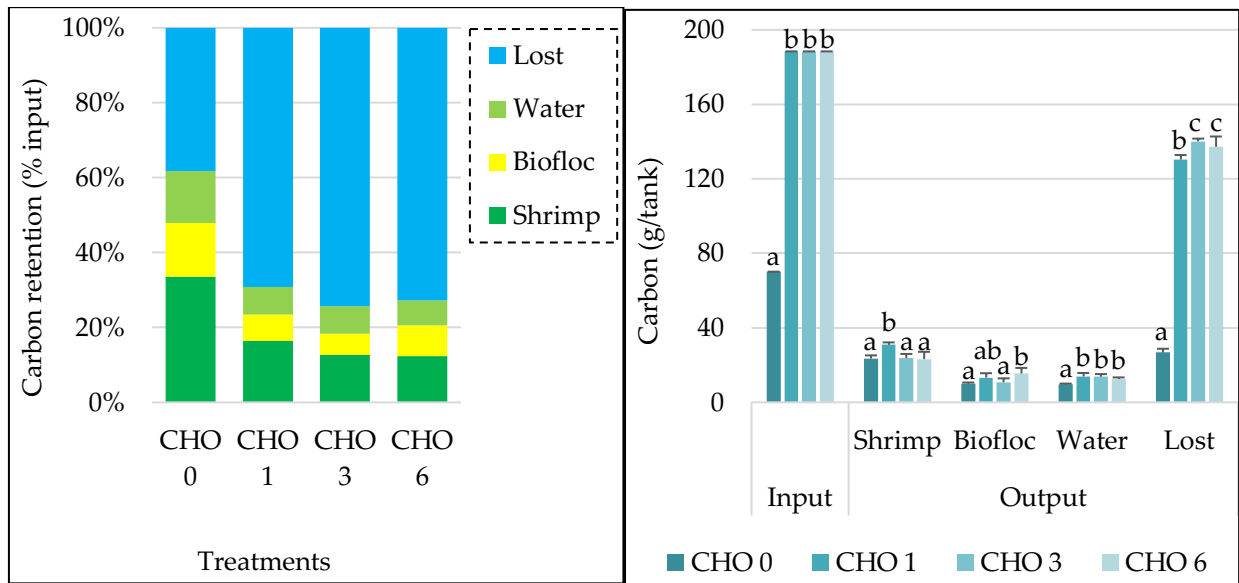 Carbon retention (% input)
100%
80%
60%
40%
20%
0%
CHO 0
CHO 1
CHO 3
CHO 6
Treatments
Lost
Water
Biofloc
Shrimp
Carbon (g/tank)
200
160
120
80
40
0
a b b b
a b a a
a ab a b
a b b b
a b c c
Shrimp Biofloc Water Lost
Input Output
CHO 0 CHO 1 CHO 3 CHO 6